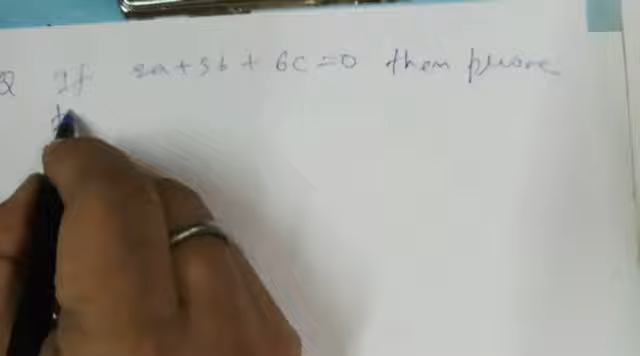 Q If 2a+3b+6c=0 then prove
t